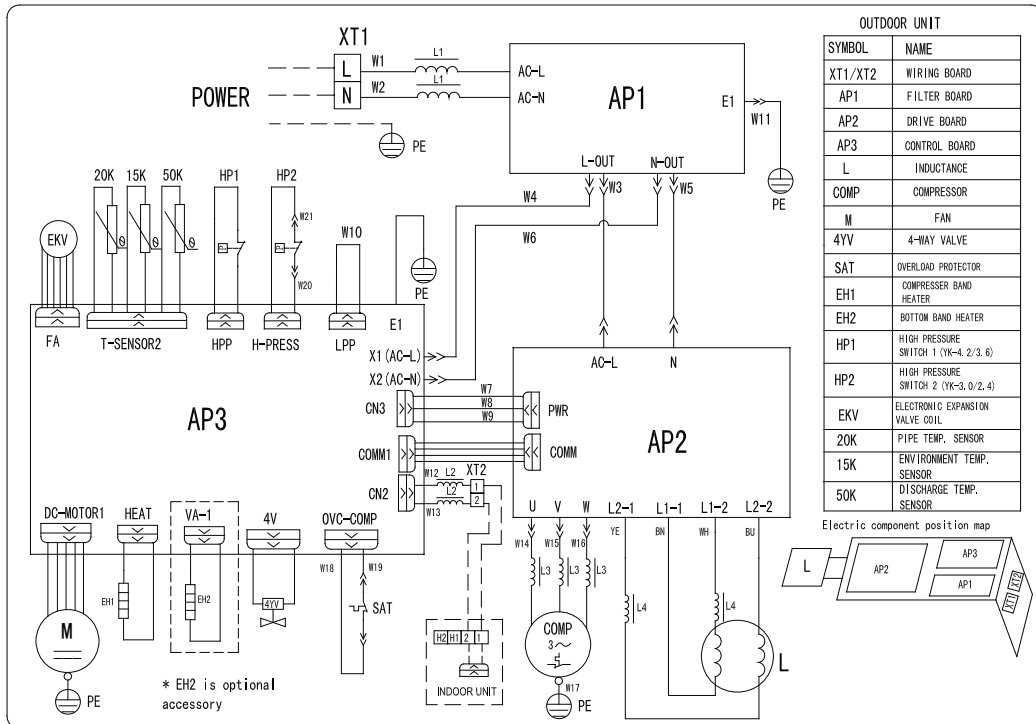 XT1
L
N
POWER
W1
W2
L1
L1
PE
AC-L
AC-N
AP1
E1
W11
PE
L-OUT
N-OUT
W4
W3
W5
W6
20K
15K
50K
HP1
HP2
W21
W20
W10
PE
EKV
θ
θ
θ
FA
T-SENSOR2
HPP
H-PRESS
LPP
E1
X1(AC-L)
X2(AC-N)
AP3
CN3
W7
W8
W9
PWR
COMM1
COMM
CN2
W12
L2
L2
W13
XT2
1
2
AC-L
N
AP2
U
V
W
L2-1
L1-1
L1-2
L2-2
W14
W15
W16
YE
BN
WH
BU
L3
L3
L3
L4
L4
L
COMP
3~
W17
PE
DC-MOTOR1
HEAT
VA-1
4V
OVC-COMP
W18
W19
EH1
EH2
4YV
SAT
M
PE
* EH2 is optional
accessory
H2
H1
2
1
INDOOR UNIT
OUTDOOR UNIT
SYMBOL NAME
XT1/XT2 WIRING BOARD
AP1 FILTER BOARD
AP2 DRIVE BOARD
AP3 CONTROL BOARD
L INDUCTANCE
COMP COMPRESSOR
M FAN
4YV 4-WAY VALVE
SAT OVERLOAD PROTECTOR
EH1 COMPRESSER BAND
HEATER
EH2 BOTTOM BAND HEATER
HP1 HIGH PRESSURE
SWITCH 1 (YK-4.2/3.6)
HP2 HIGH PRESSURE
SWITCH 2 (YK-3.0/2.4)
EKV ELECTRONIC EXPANSION
VALVE COIL
20K PIPE TEMP. SENSOR
15K ENVIRONMENT TEMP.
SENSOR
50K DISCHARGE TEMP.
SENSOR
Electric component position map
L
AP2
AP3
AP1
XT1
XT2